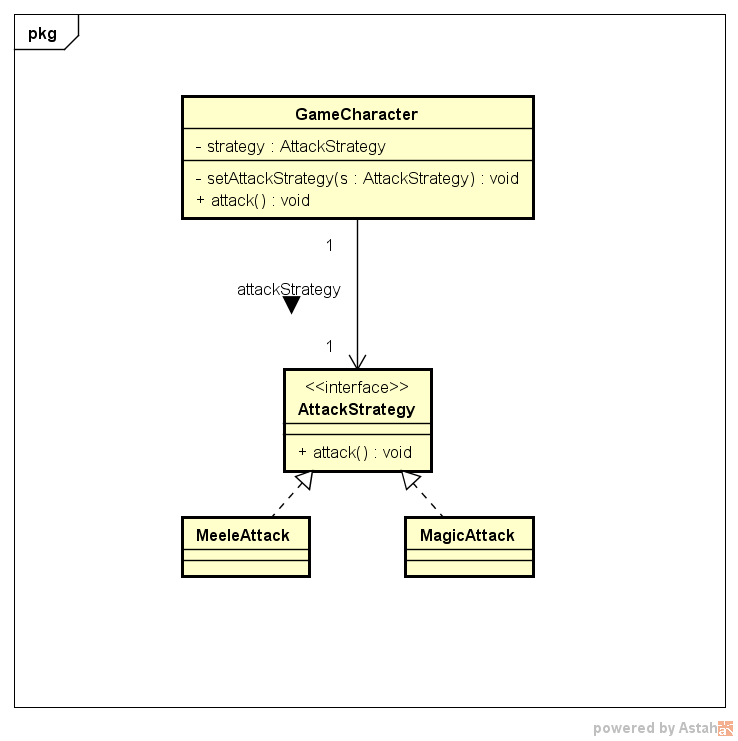 pkg
GameCharacter
- strategy : AttackStrategy
- setAttackStrategy(s : AttackStrategy) : void
+ attack() : void
1
attackStrategy
1
<<interface>>
AttackStrategy
+ attack() : void
MeeleAttack
MagicAttack
powered by Astah